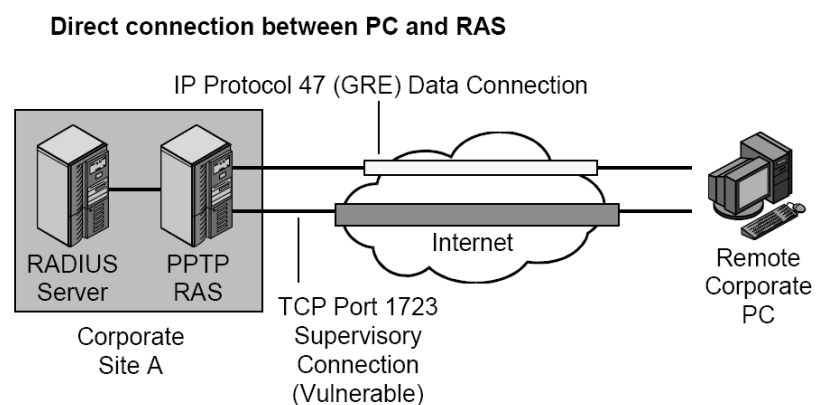 Direct connection between PC and RAS
IP Protocol 47 (GRE) Data Connection
RADIUS
Server
PPTP
RAS
Internet
Remote
Corporate
PC
Corporate
Site A
TCP Port 1723
Supervisory
Connection
(Vulnerable)